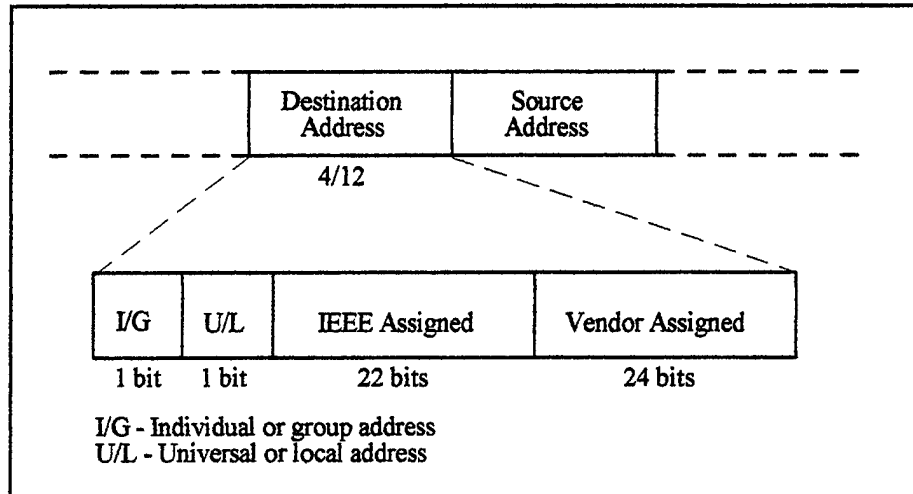 Destination Address
Source Address
4/12
I/G
U/L
IEEE Assigned
Vendor Assigned
1 bit
1 bit
22 bits
24 bits
I/G - Individual or group address
U/L - Universal or local address